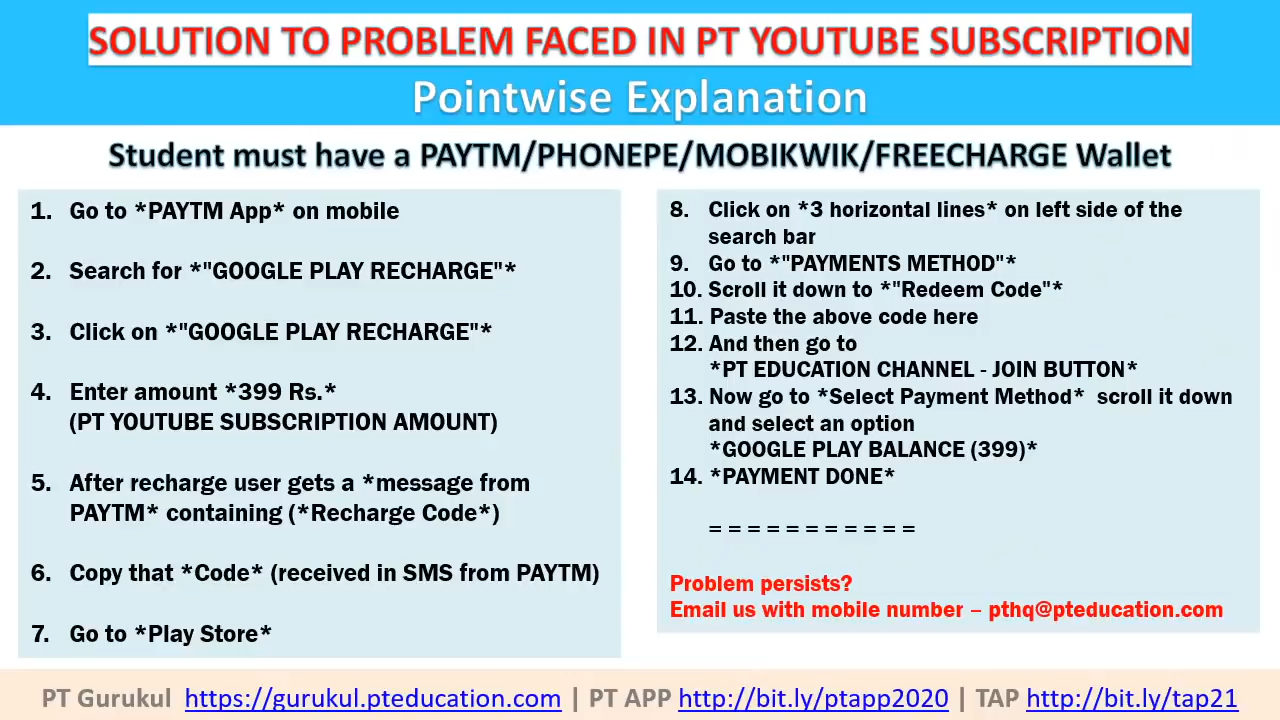 SOLUTION TO PROBLEM FACED IN PT YOUTUBE SUBSCRIPTION
Pointwise Explanation
Student must have a PAYTM/PHONEPE/MOBIKWIK/FREECHARGE Wallet
1. Go to *PAYTM App* on mobile
2. Search for *"GOOGLE PLAY RECHARGE"*
3. Click on *"GOOGLE PLAY RECHARGE"*
4. Enter amount *399 Rs.*
(PT YOUTUBE SUBSCRIPTION AMOUNT)
5. After recharge user gets a *message from
PAYTM* containing (*Recharge Code*)
6. Copy that *Code* (received in SMS from PAYTM)
7. Go to *Play Store*
8. Click on *3 horizontal lines* on left side of the
search bar
9. Go to *"PAYMENTS METHOD"*
10. Scroll it down to *"Redeem Code"*
11. Paste the above code here
12. And then go to
*PT EDUCATION CHANNEL - JOIN BUTTON*
13. Now go to *Select Payment Method* scroll it down
and select an option
*GOOGLE PLAY BALANCE (399)*
14. *PAYMENT DONE*
= = = = = = = = = = =
Problem persists?
Email us with mobile number – pthq@pteducation.com
PT Gurukul https://gurukul.pteducation.com | PT APP http://bit.ly/ptapp2020 | TAP http://bit.ly/tap21